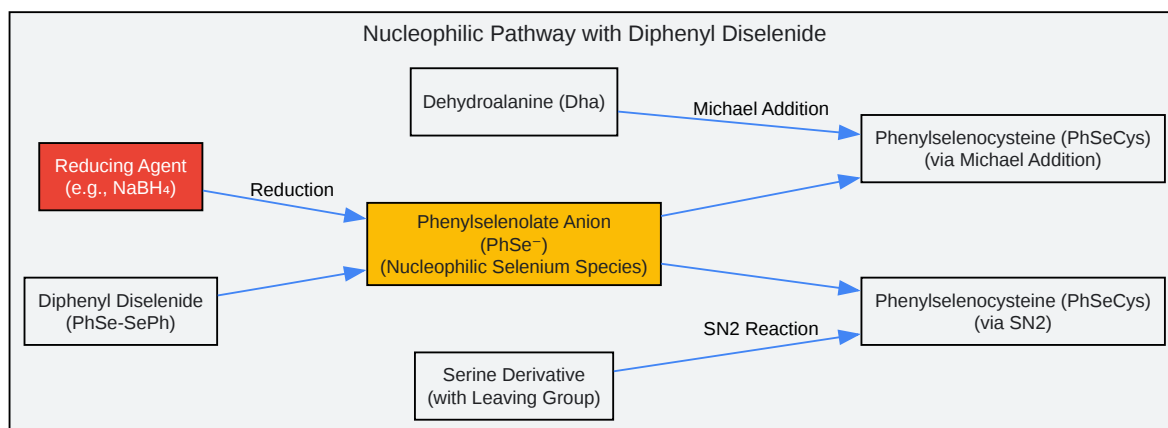 Nucleophilic Pathway with Diphenyl Diselenide
Dehydroalanine (Dha)
Michael Addition
Phenylselenocysteine (PhSeCys)
(via Michael Addition)
Reducing Agent
(e.g., NaBH₄)
Reduction
Phenylselenolate Anion
(PhSe⁻)
(Nucleophilic Selenium Species)
Diphenyl Diselenide
(PhSe-SePh)
Phenylselenocysteine (PhSeCys)
(via SN2)
SN2 Reaction
Serine Derivative
(with Leaving Group)